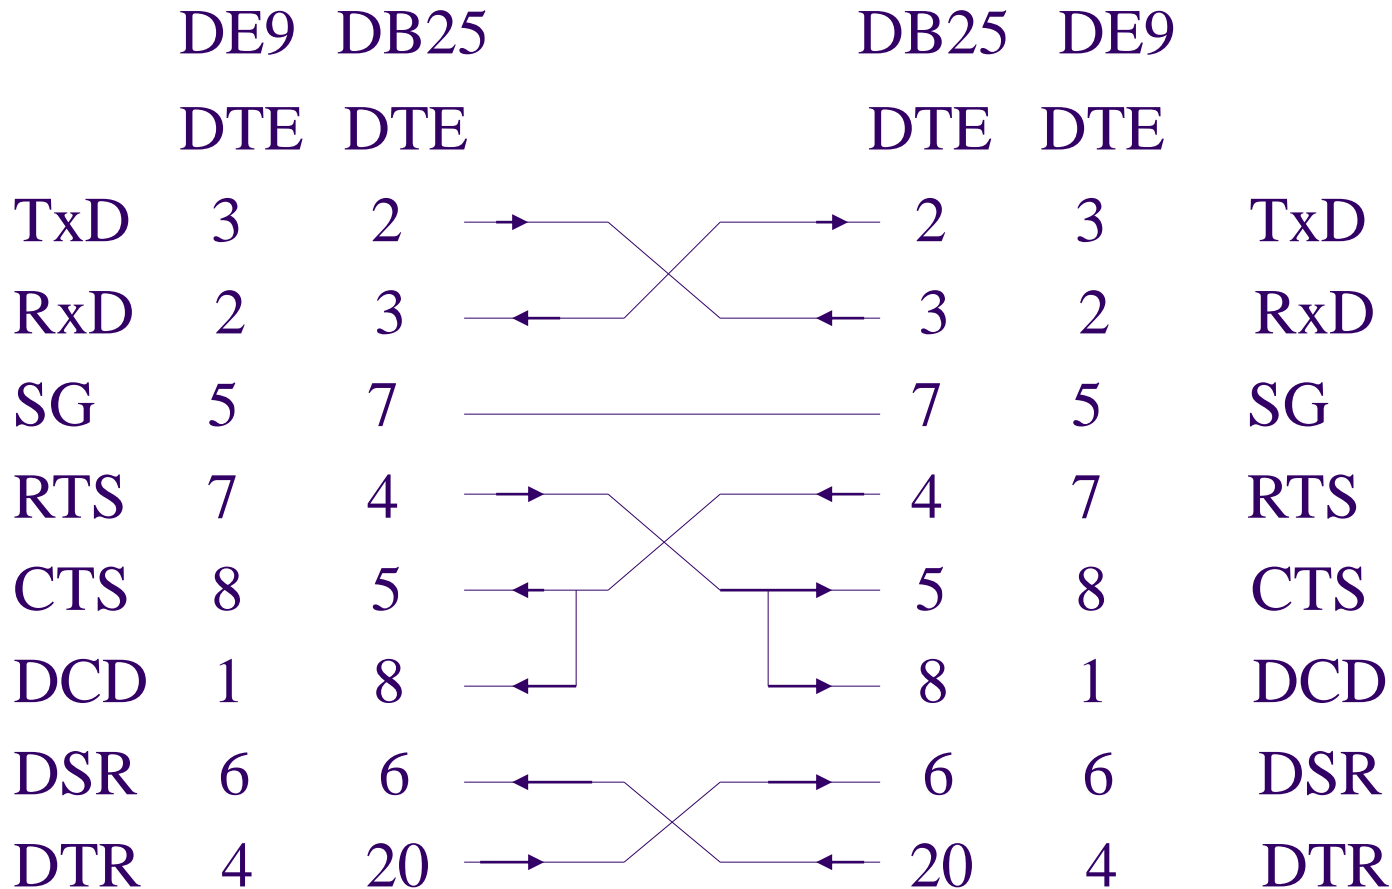 DE9 DB25 DB25 DE9
DTE DTE DTE DTE
TxD 3 2 2 3 TxD
RxD 2 3 3 2 RxD
SG 5 7 7 5 SG
RTS 7 4 4 7 RTS
CTS 8 5 5 8 CTS
DCD 1 8 8 1 DCD
DSR 6 6 6 6 DSR
DTR 4 20 20 4 DTR